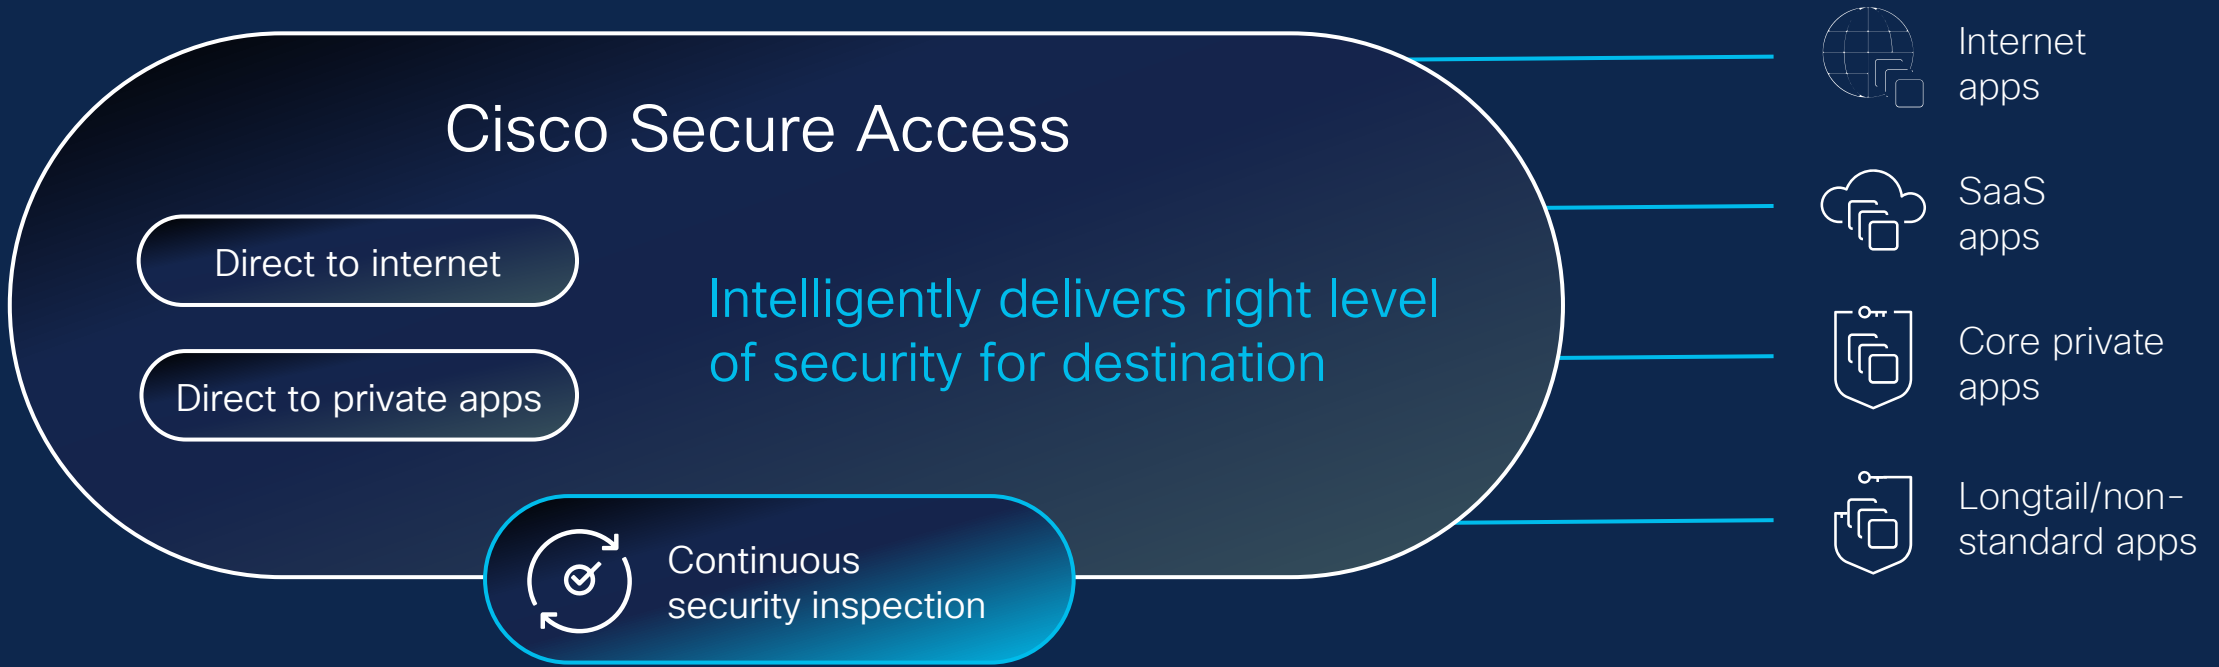 Cisco Secure Access
Direct to internet
Direct to private apps
Intelligently delivers right level
of security for destination
Continuous
security inspection
Internet
apps
SaaS
apps
Core private
apps
Longtail/non-
standard apps